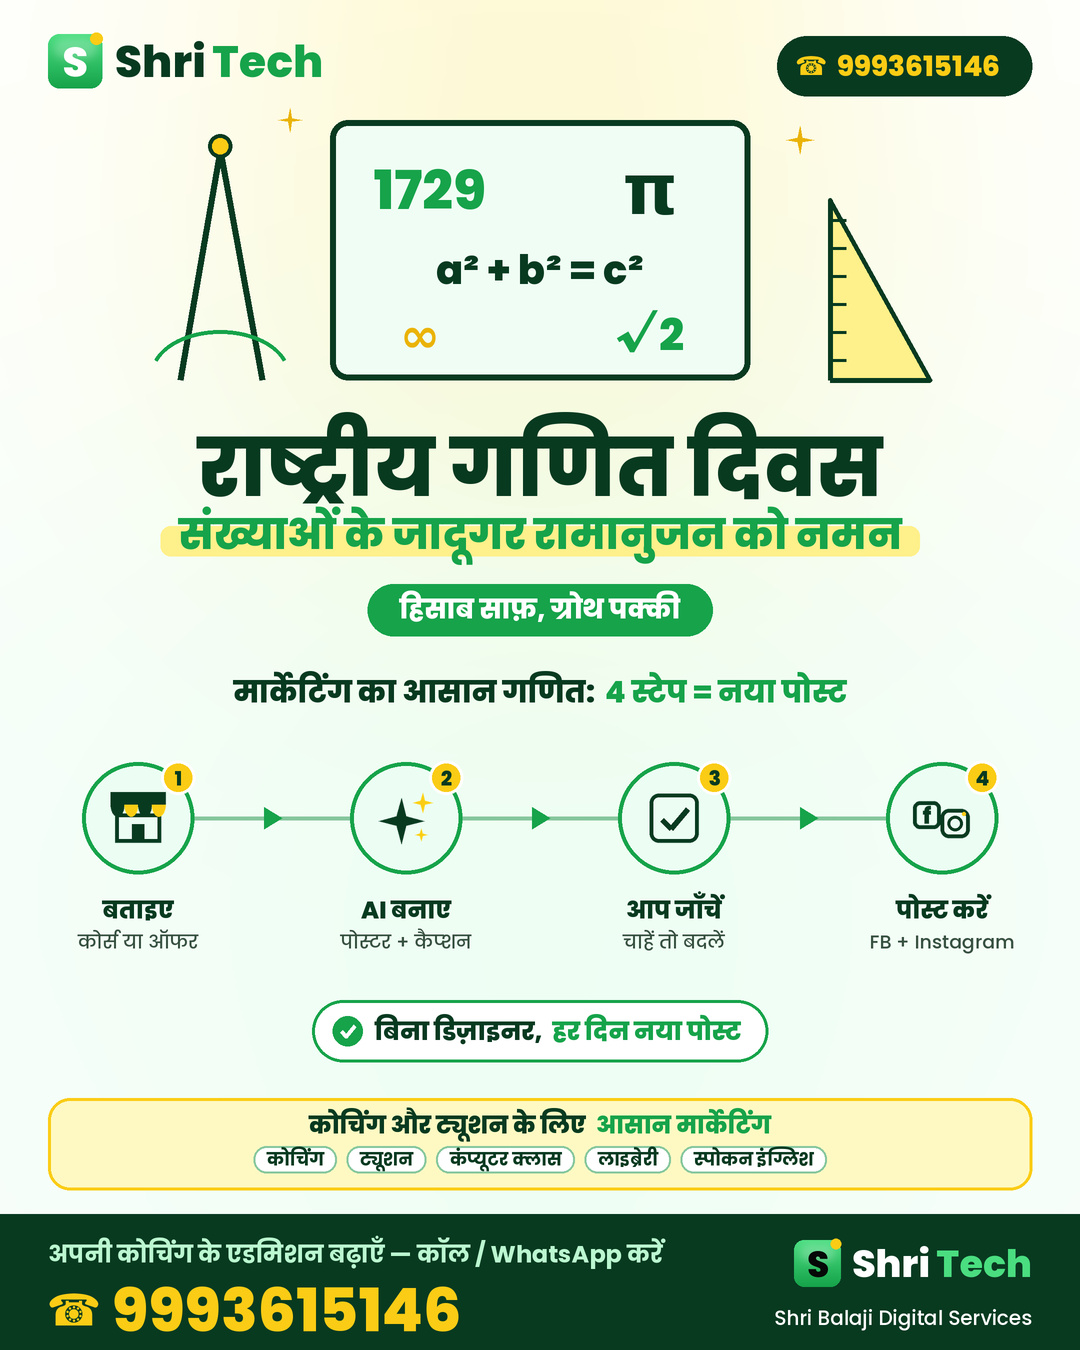 S Shri Tech
☎ 9993615146
1729
π
a² + b² = c²
∞
√2
राष्ट्रीय गणित दिवस
संख्याओं के जादूगर रामानुजन को नमन
हिसाब साफ़, ग्रोथ पक्की
मार्केटिंग का आसान गणित: 4 स्टेप = नया पोस्ट
1
2
3
4
बताइए
कोर्स या ऑफर
AI बनाए
पोस्टर + कैप्शन
आप जाँचें
चाहें तो बदलें
पोस्ट करें
FB + Instagram
बिना डिज़ाइनर, हर दिन नया पोस्ट
कोचिंग और ट्यूशन के लिए आसान मार्केटिंग
कोचिंग ट्यूशन कंप्यूटर क्लास लाइब्रेरी स्पोकन इंग्लिश
अपनी कोचिंग के एडमिशन बढ़ाएँ — कॉल / WhatsApp करें
☎ 9993615146
S Shri Tech
Shri Balaji Digital Services